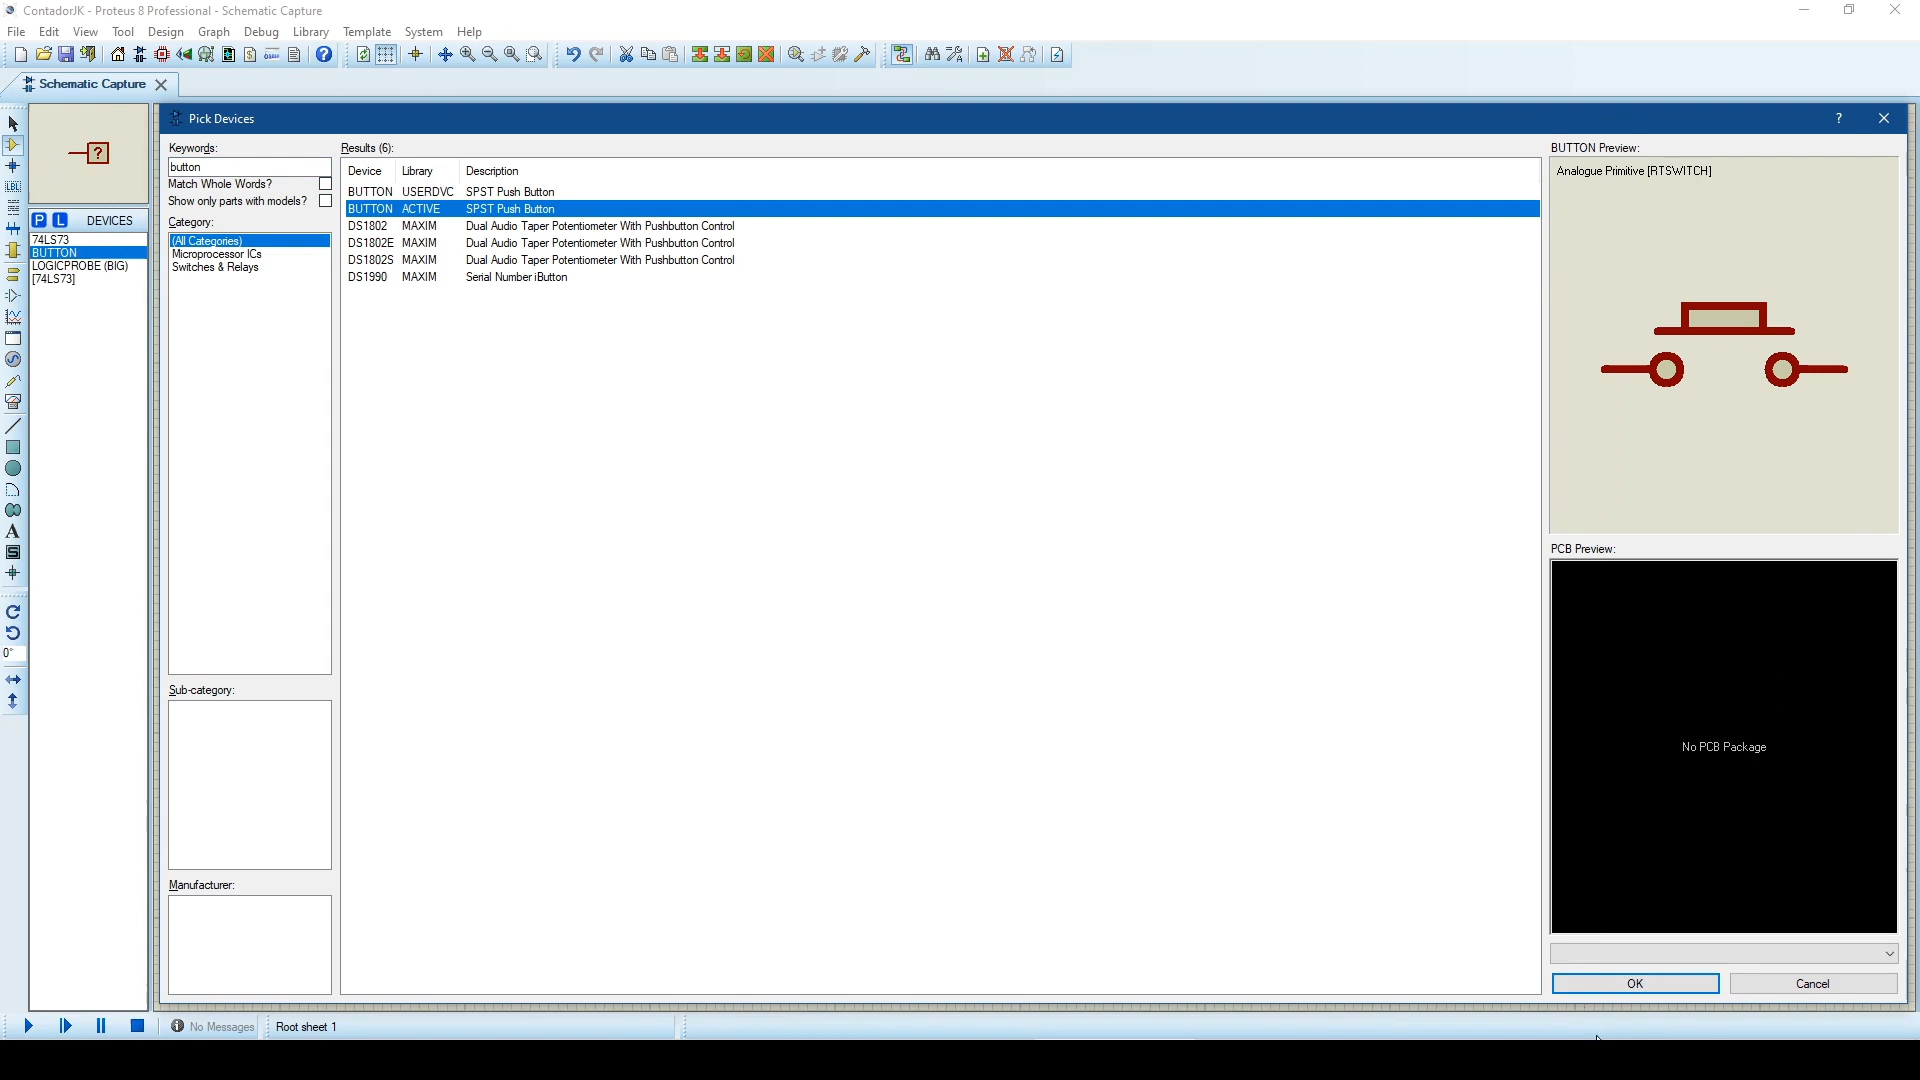 ContadorJK - Proteus 8 Professional - Schematic Capture
File Edit View Tool Design Graph Debug Library Template System Help
Schematic Capture
Pick Devices
?
Keywords:
button
Match Whole Words?
Show only parts with models?
Category:
(All Categories)
Microprocessor ICs
Switches & Relays
Sub-category:
Manufacturer:
Results (6):
Device Library Description
BUTTON USERDVC SPST Push Button
BUTTON ACTIVE SPST Push Button
DS1802 MAXIM Dual Audio Taper Potentiometer With Pushbutton Control
DS1802E MAXIM Dual Audio Taper Potentiometer With Pushbutton Control
DS1802S MAXIM Dual Audio Taper Potentiometer With Pushbutton Control
DS1990 MAXIM Serial Number iButton
BUTTON Preview:
Analogue Primitive [RTSWITCH]
PCB Preview:
No PCB Package
OK Cancel
?
P L DEVICES
74LS73
BUTTON
LOGICPROBE (BIG)
[74LS73]
LBL
A
S
0°
No Messages Root sheet 1